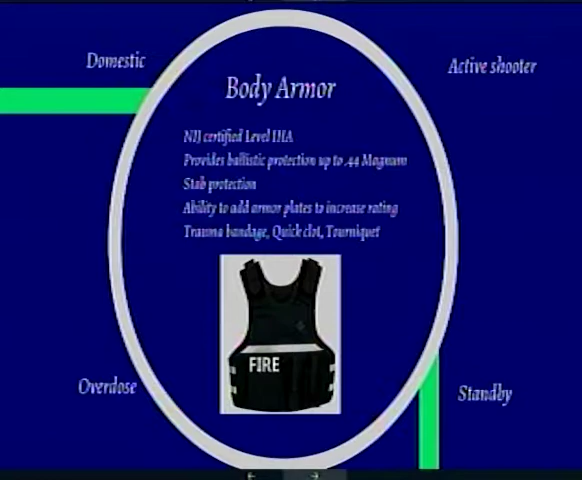 Domestic
Active shooter
Body Armor
NIJ certified Level IIIA
Provides ballistic protection up to .44 Magnum
Stab protection
Ability to add armor plates to increase rating
Trauma bandage, Quick clot, Tourniquet
FIRE
Overdose
Standby